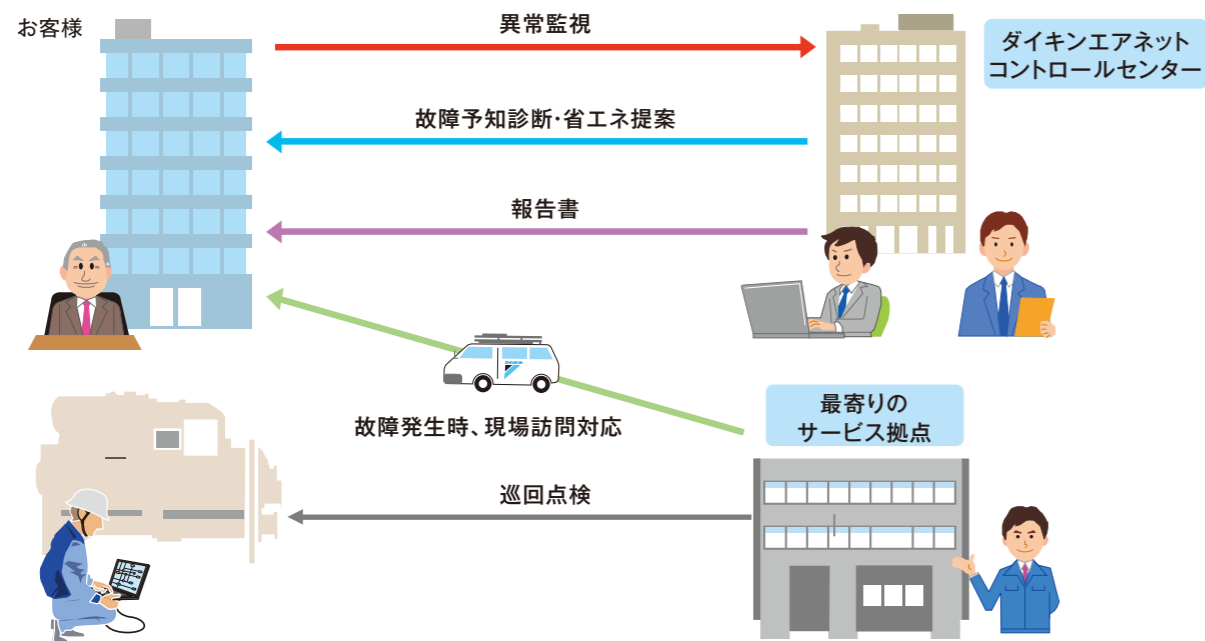 お客様
異常監視
ダイキンエアネット
コントロールセンター
故障予知診断・省エネ提案
報告書
DAIKIN
故障発生時、現場訪問対応
最寄りの
サービス拠点
巡回点検